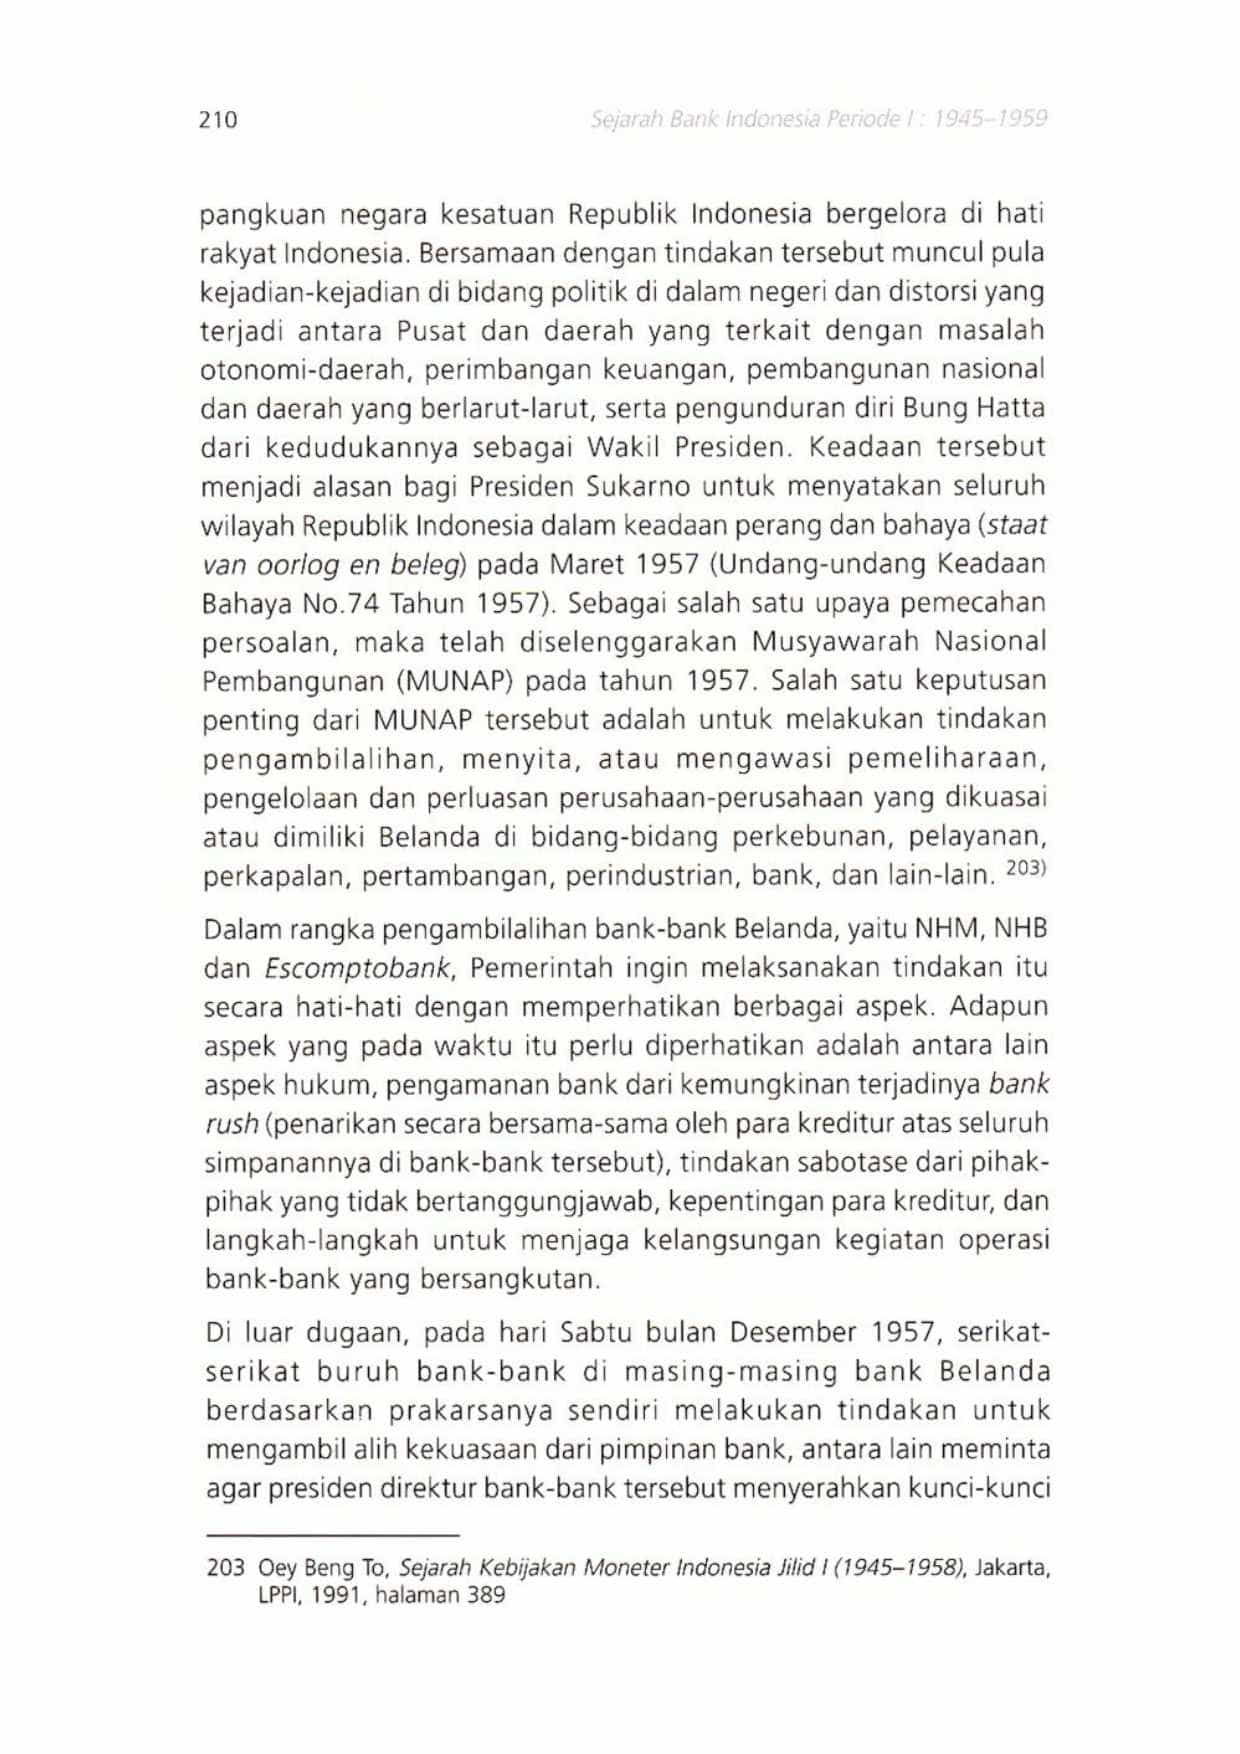 210
Sejarah Bank Indonesia Periode I : 1945–1959
pangkuan negara kesatuan Republik Indonesia bergelora di hati
rakyat Indonesia. Bersamaan dengan tindakan tersebut muncul pula
kejadian-kejadian di bidang politik di dalam negeri dan distorsi yang
terjadi antara Pusat dan daerah yang terkait dengan masalah
otonomi-daerah, perimbangan keuangan, pembangunan nasional
dan daerah yang berlarut-larut, serta pengunduran diri Bung Hatta
dari kedudukannya sebagai Wakil Presiden. Keadaan tersebut
menjadi alasan bagi Presiden Sukarno untuk menyatakan seluruh
wilayah Republik Indonesia dalam keadaan perang dan bahaya (staat
van oorlog en beleg) pada Maret 1957 (Undang-undang Keadaan
Bahaya No.74 Tahun 1957). Sebagai salah satu upaya pemecahan
persoalan, maka telah diselenggarakan Musyawarah Nasional
Pembangunan (MUNAP) pada tahun 1957. Salah satu keputusan
penting dari MUNAP tersebut adalah untuk melakukan tindakan
pengambilalihan, menyita, atau mengawasi pemeliharaan,
pengelolaan dan perluasan perusahaan-perusahaan yang dikuasai
atau dimiliki Belanda di bidang-bidang perkebunan, pelayanan,
perkapalan, pertambangan, perindustrian, bank, dan lain-lain. 203)
Dalam rangka pengambilalihan bank-bank Belanda, yaitu NHM, NHB
dan Escomptobank, Pemerintah ingin melaksanakan tindakan itu
secara hati-hati dengan memperhatikan berbagai aspek. Adapun
aspek yang pada waktu itu perlu diperhatikan adalah antara lain
aspek hukum, pengamanan bank dari kemungkinan terjadinya bank
rush (penarikan secara bersama-sama oleh para kreditur atas seluruh
simpanannya di bank-bank tersebut), tindakan sabotase dari pihak-
pihak yang tidak bertanggungjawab, kepentingan para kreditur, dan
langkah-langkah untuk menjaga kelangsungan kegiatan operasi
bank-bank yang bersangkutan.
Di luar dugaan, pada hari Sabtu bulan Desember 1957, serikat-
serikat buruh bank-bank di masing-masing bank Belanda
berdasarkan prakarsanya sendiri melakukan tindakan untuk
mengambil alih kekuasaan dari pimpinan bank, antara lain meminta
agar presiden direktur bank-bank tersebut menyerahkan kunci-kunci
203 Oey Beng To, Sejarah Kebijakan Moneter Indonesia Jilid I (1945–1958), Jakarta,
LPPI, 1991, halaman 389